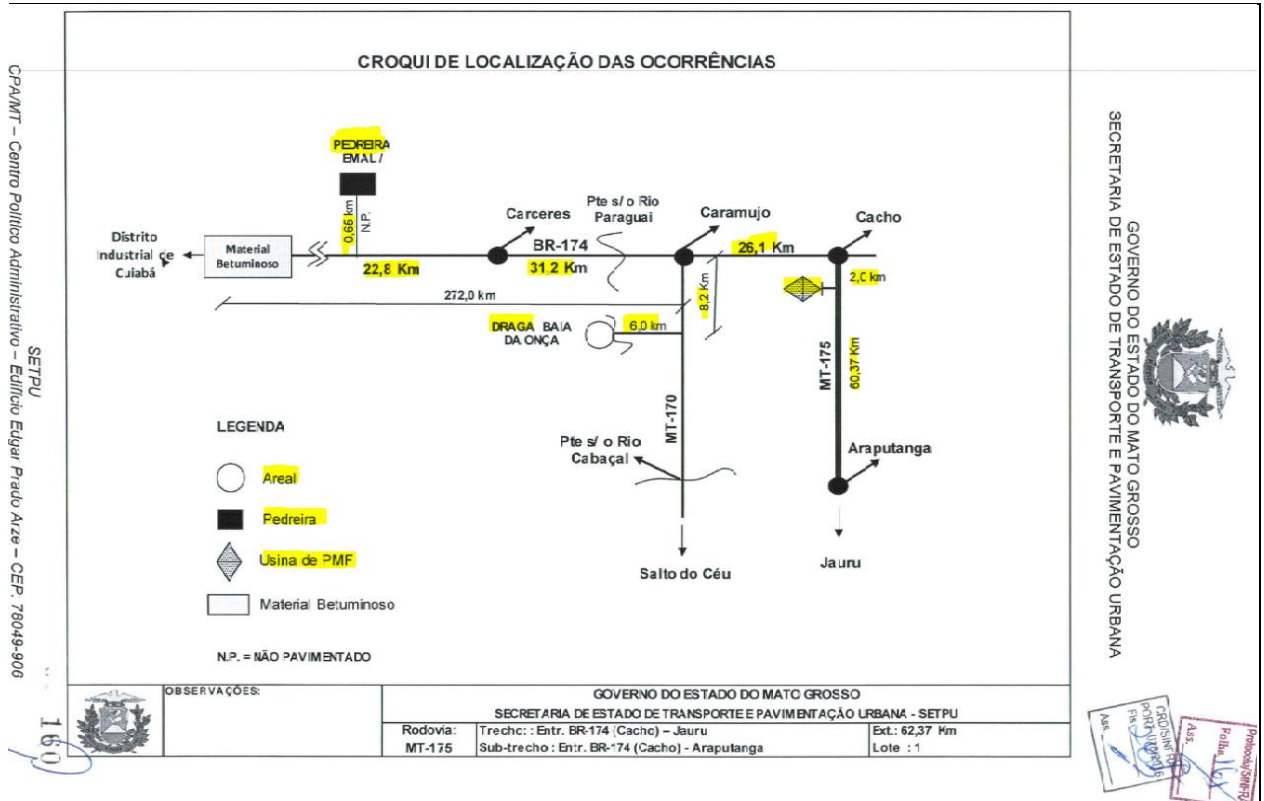 CROQUI DE LOCALIZAÇÃO DAS OCORRÊNCIAS
PEDREIRA
EMAL /
0,66 km
N.P.
Distrito
Industrial de
Cuiabá
Material
Betuminoso
22,8 Km
Carceres
BR-174
31,2 Km
Pte s/ o Rio
Paraguai
Caramujo
26,1 Km
Cacho
2,0 km
272,0 km
8,2 Km
DRAGA BAIA
DA ONÇA
6,0 km
MT-175
60,37 Km
MT-170
Pte s/ o Rio
Cabaçal
Araputanga
Salto do Céu
Jauru
LEGENDA
Areal
Pedreira
Usina de PMF
Material Betuminoso
N.P. = NÃO PAVIMENTADO
OBSERVAÇÕES:
GOVERNO DO ESTADO DO MATO GROSSO
SECRETARIA DE ESTADO DE TRANSPORTE E PAVIMENTAÇÃO URBANA - SETPU
Rodovia:
MT-175
Trecho: : Entr. BR-174 (Cacho) – Jauru
Ext.: 62,37 Km
Sub-trecho : Entr. BR-174 (Cacho) - Araputanga
Lote : 1
GOVERNO DO ESTADO DO MATO GROSSO
SECRETARIA DE ESTADO DE TRANSPORTE E PAVIMENTAÇÃO URBANA
SETPU
CPA/MT – Centro Político Administrativo – Edifício Edgar Prado Arze – CEP. 78049-906
160
Protocolo/SINFRA
Folha 161
Ass.
Fls
Ass.